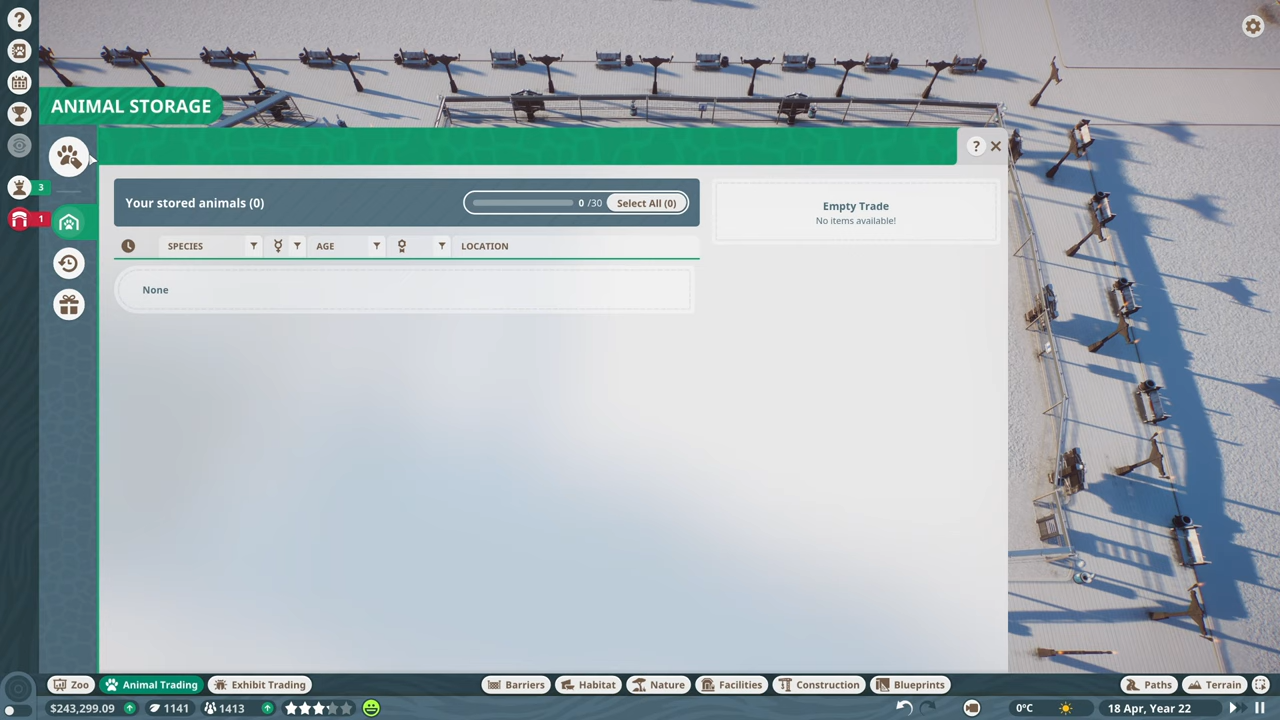 ANIMAL STORAGE
?
Your stored animals (0)
0 /30
Select All (0)
Empty Trade
No items available!
SPECIES
AGE
LOCATION
None
3
1
Zoo
Animal Trading
Exhibit Trading
Barriers
Habitat
Nature
Facilities
Construction
Blueprints
Paths
Terrain
$243,299.09
1141
1413
0°C
18 Apr, Year 22